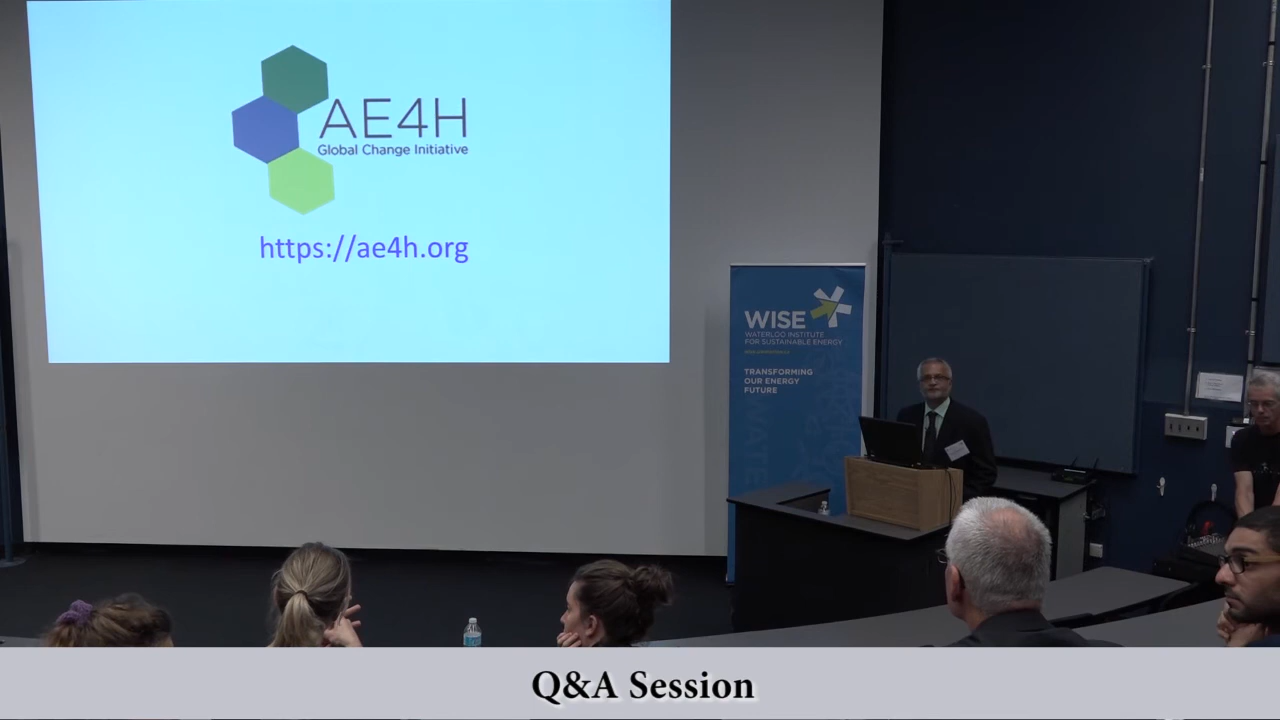 AE4H
Global Change Initiative
https://ae4h.org
WISE
WATERLOO INSTITUTE
FOR SUSTAINABLE ENERGY
TRANSFORMING
OUR ENERGY
FUTURE
Q&A Session